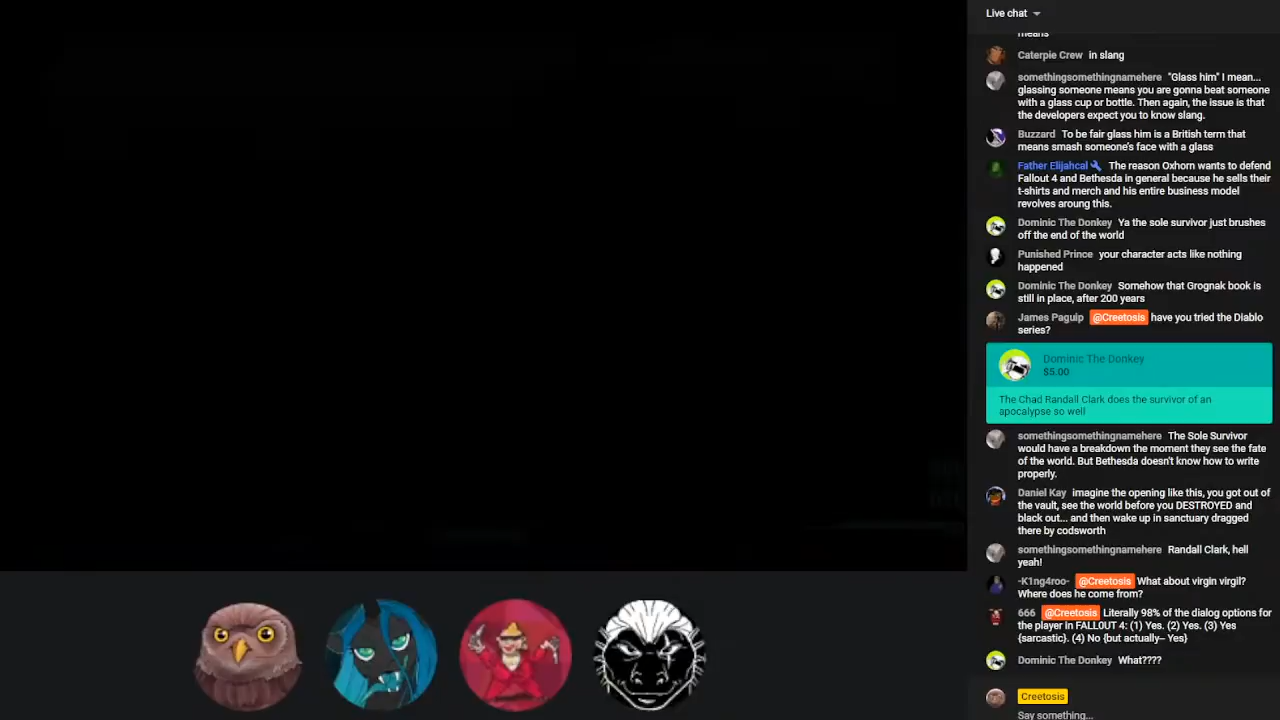 Live chat
means
Caterpie Crew in slang
somethingsomethingnamehere "Glass him" I mean...
glassing someone means you are gonna beat someone
with a glass cup or bottle. Then again, the issue is that
the developers expect you to know slang.
Buzzard To be fair glass him is a British term that
means smash someone's face with a glass
Father Elijahcal The reason Oxhorn wants to defend
Fallout 4 and Bethesda in general because he sells their
t-shirts and merch and his entire business model
revolves aroung this.
Dominic The Donkey Ya the sole survivor just brushes
off the end of the world
Punished Prince your character acts like nothing
happened
Dominic The Donkey Somehow that Grognak book is
still in place, after 200 years
James Paguip @Creetosis have you tried the Diablo
series?
Dominic The Donkey
$5.00
The Chad Randall Clark does the survivor of an
apocalypse so well
somethingsomethingnamehere The Sole Survivor
would have a breakdown the moment they see the fate
of the world. But Bethesda doesn't know how to write
properly.
Daniel Kay imagine the opening like this, you got out of
the vault, see the world before you DESTROYED and
black out... and then wake up in sanctuary dragged
there by codsworth
somethingsomethingnamehere Randall Clark, hell
yeah!
-K1ng4roo- @Creetosis What about virgin virgil?
Where does he come from?
666 @Creetosis Literally 98% of the dialog options for
the player in FALLOUT 4: (1) Yes. (2) Yes. (3) Yes
{sarcastic}. (4) No {but actually-- Yes}
Dominic The Donkey What????
Creetosis
Say something...